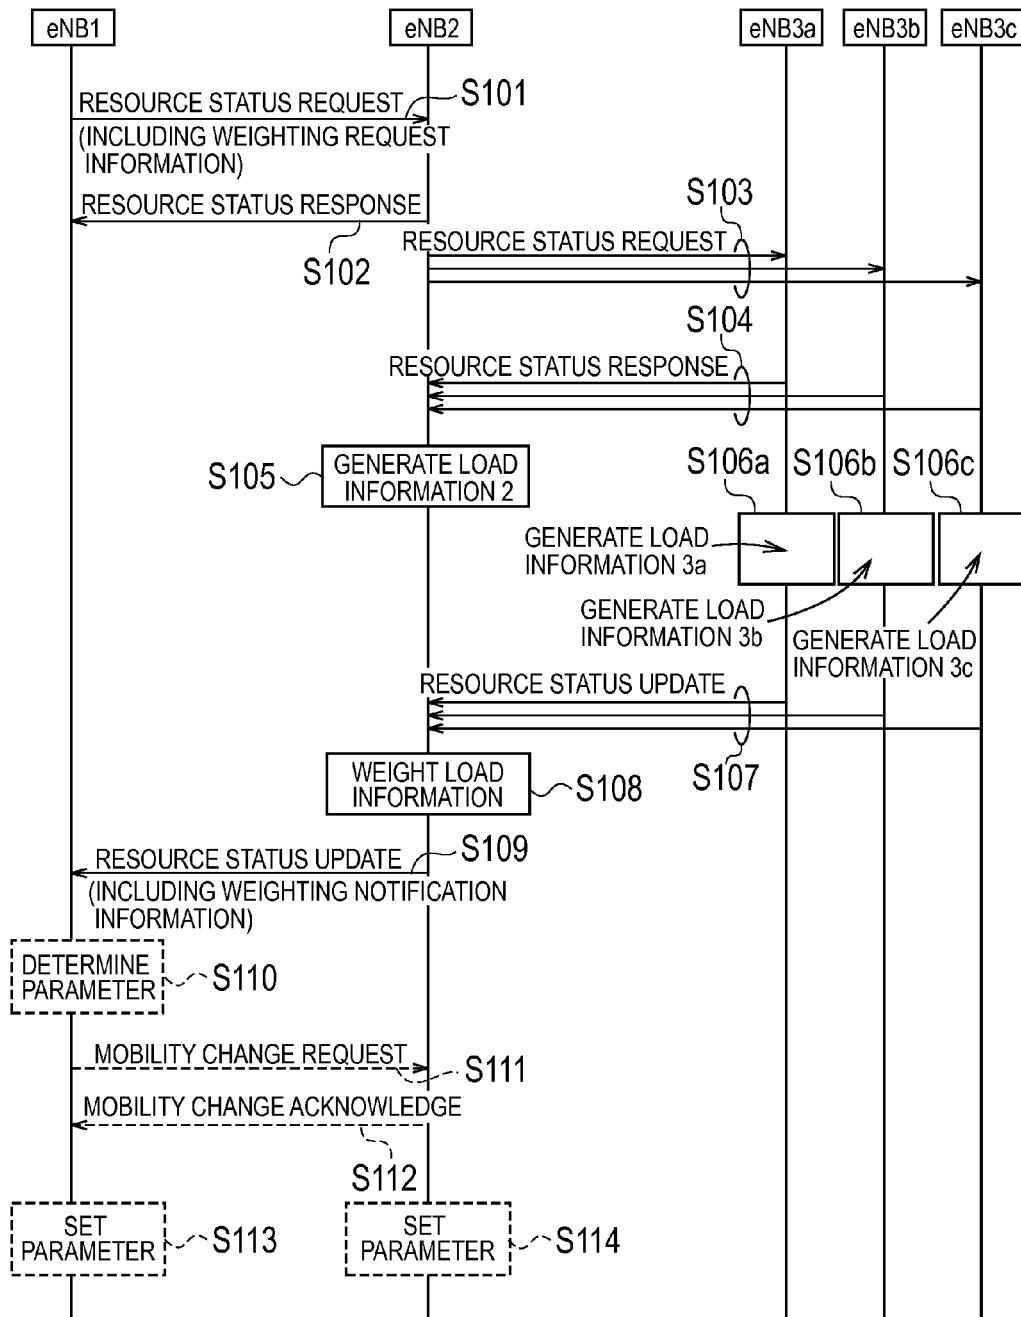 eNB1
eNB2
eNB3a
eNB3b
eNB3c
RESOURCE STATUS REQUEST
S101
(INCLUDING WEIGHTING REQUEST
INFORMATION)
RESOURCE STATUS RESPONSE
S102
S103
RESOURCE STATUS REQUEST
S104
RESOURCE STATUS RESPONSE
S105
GENERATE LOAD
INFORMATION 2
S106a
S106b
S106c
GENERATE LOAD
INFORMATION 3a
GENERATE LOAD
INFORMATION 3b
GENERATE LOAD
INFORMATION 3c
RESOURCE STATUS UPDATE
S107
WEIGHT LOAD
INFORMATION
S108
S109
RESOURCE STATUS UPDATE
(INCLUDING WEIGHTING NOTIFICATION
INFORMATION)
DETERMINE
PARAMETER
S110
MOBILITY CHANGE REQUEST
S111
MOBILITY CHANGE ACKNOWLEDGE
S112
SET
PARAMETER
S113
SET
PARAMETER
S114